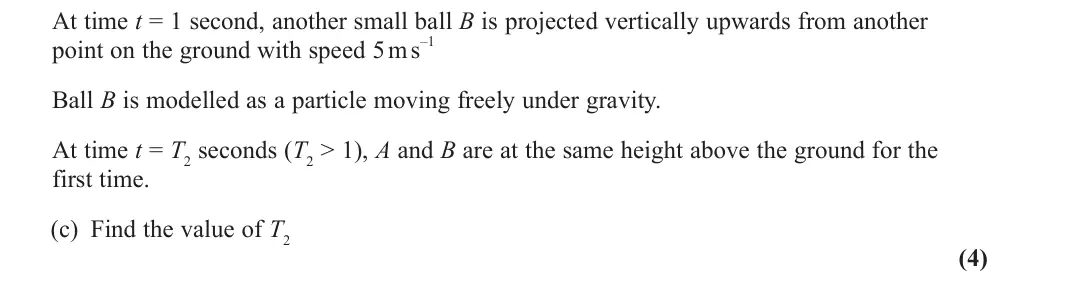 At time t = 1 second, another small ball B is projected vertically upwards from another
point on the ground with speed 5 m s⁻¹
Ball B is modelled as a particle moving freely under gravity.
At time t = T₂ seconds (T₂ > 1), A and B are at the same height above the ground for the
first time.
(c) Find the value of T₂
(4)